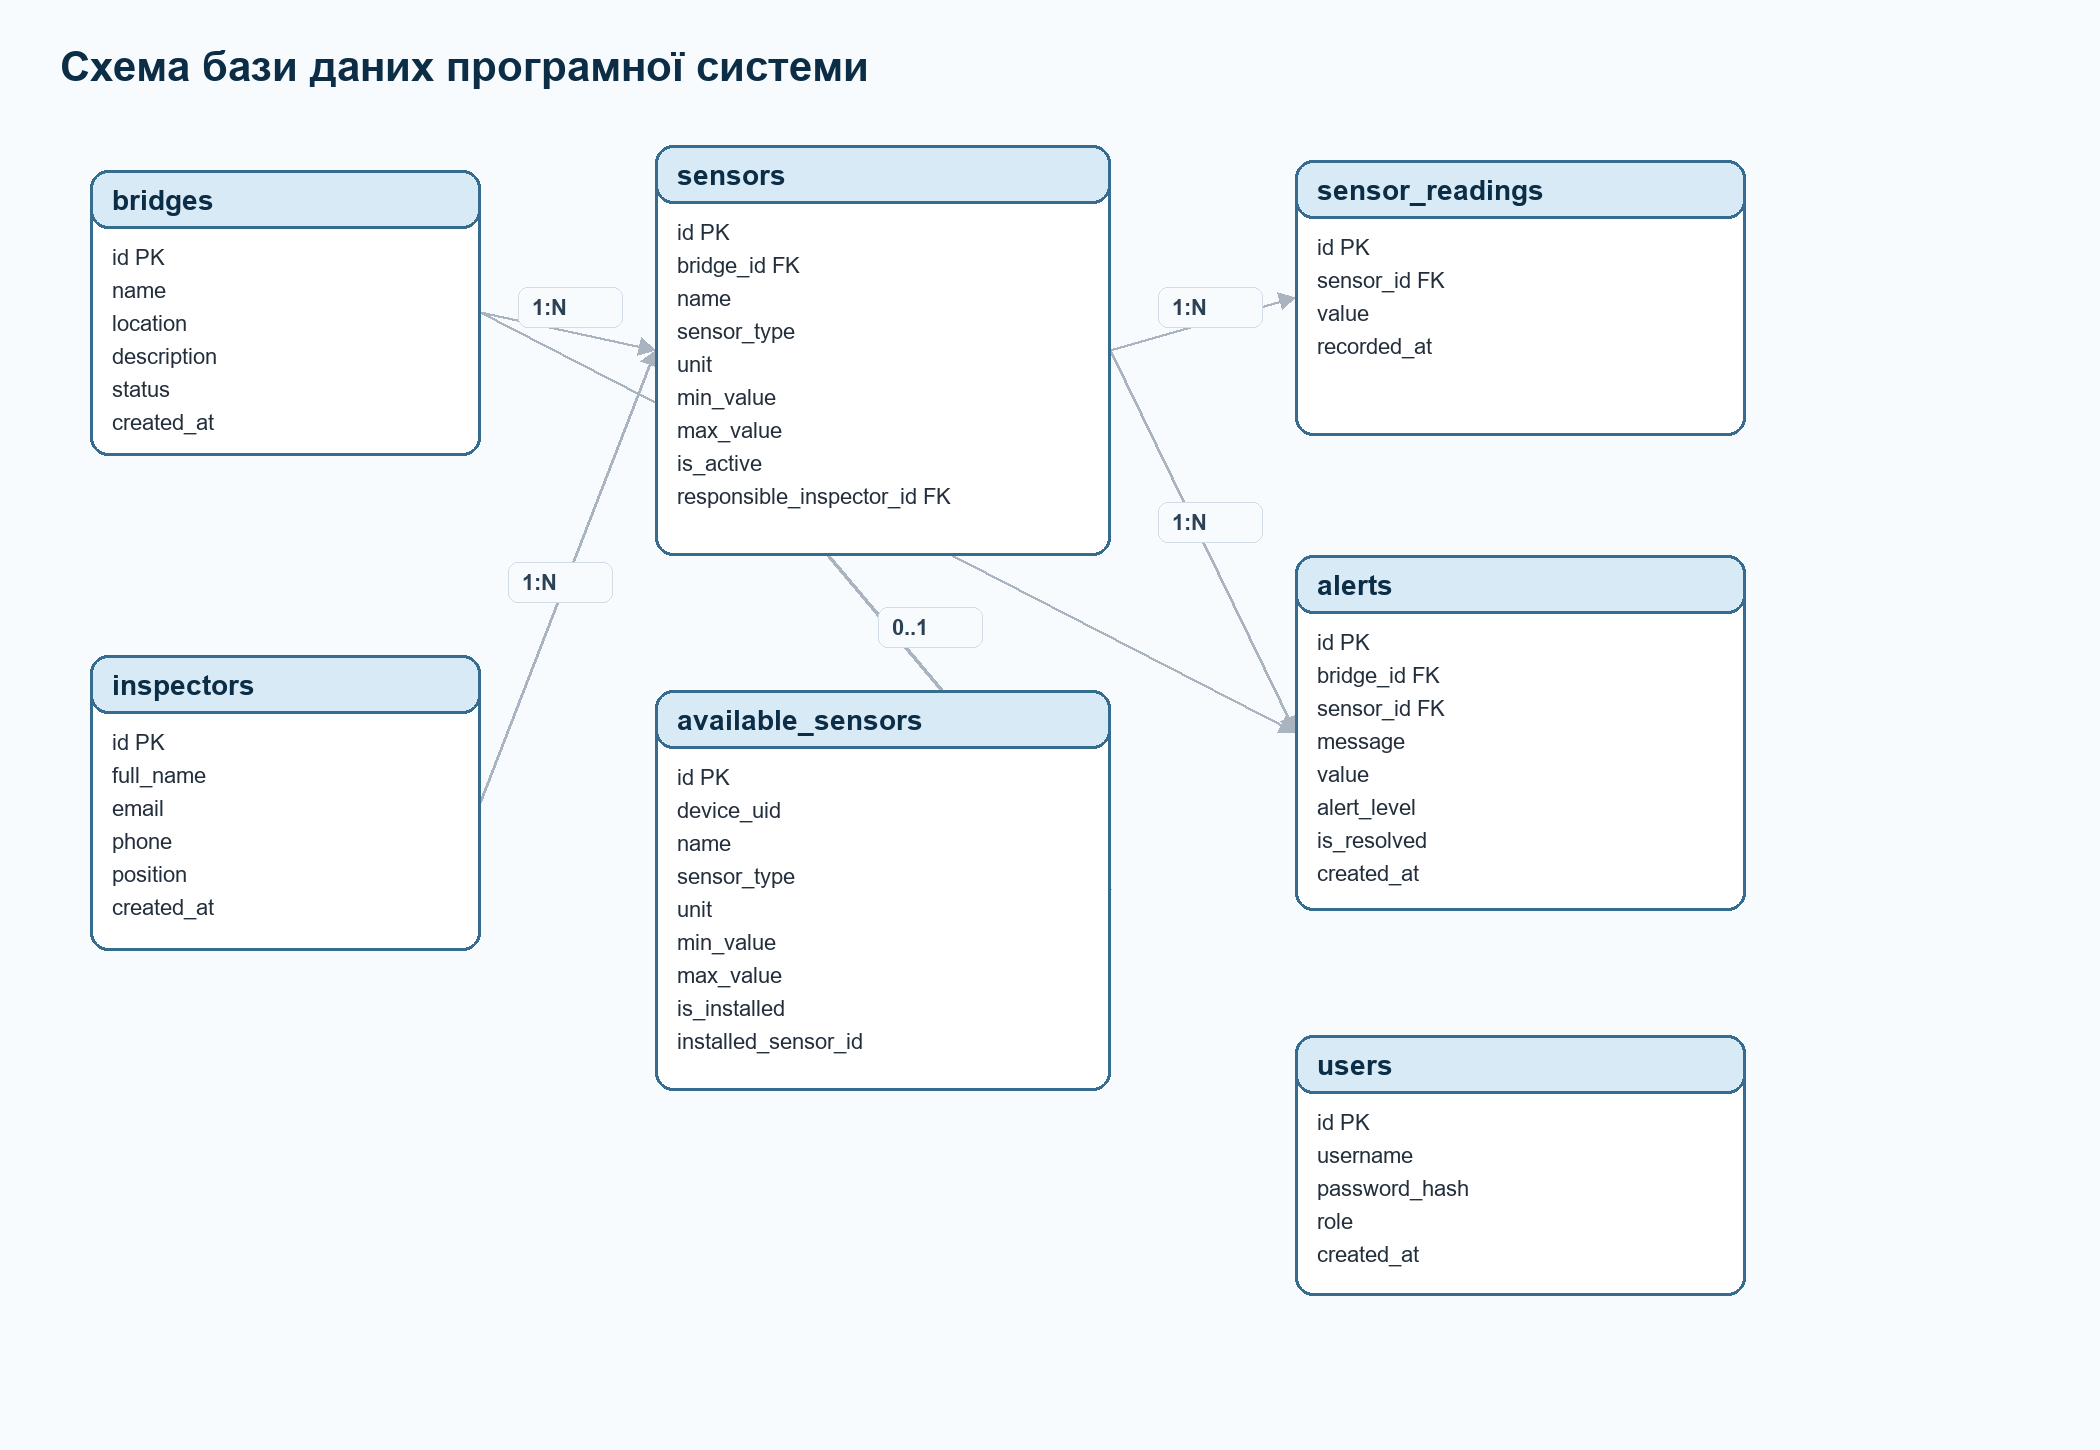 Схема бази даних програмної системи
bridges
id PK
name
location
description
status
created_at
1:N
sensors
id PK
bridge_id FK
name
sensor_type
unit
min_value
max_value
is_active
responsible_inspector_id FK
1:N
sensor_readings
id PK
sensor_id FK
value
recorded_at
1:N
1:N
0..1
inspectors
id PK
full_name
email
phone
position
created_at
available_sensors
id PK
device_uid
name
sensor_type
unit
min_value
max_value
is_installed
installed_sensor_id
alerts
id PK
bridge_id FK
sensor_id FK
message
value
alert_level
is_resolved
created_at
users
id PK
username
password_hash
role
created_at